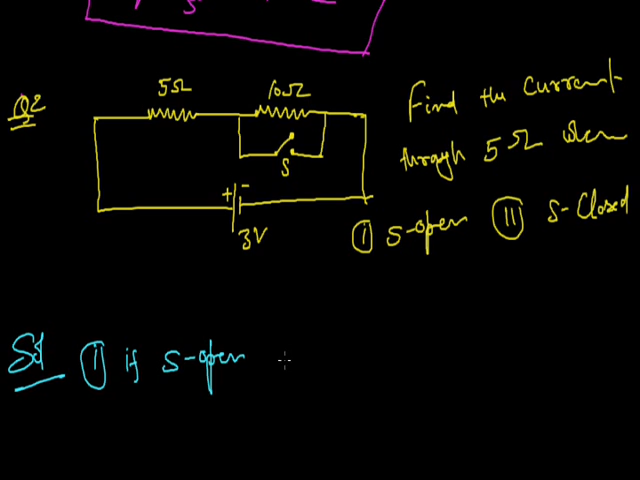 Q2
5Ω 10Ω
S
+ -
3V
Find the current
through 5Ω when
(i) S-open (ii) S-closed
Sol (i) if S-open